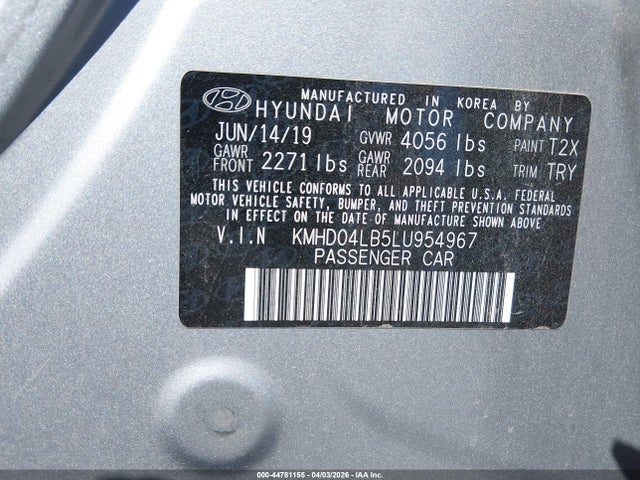 MANUFACTURED IN KOREA BY
HYUNDAI MOTOR COMPANY
JUN/14/19 GVWR 4056 lbs PAINT T2X
GAWR FRONT 2271 lbs GAWR REAR 2094 lbs TRIM TRY
THIS VEHICLE CONFORMS TO ALL APPLICABLE U.S.A. FEDERAL
MOTOR VEHICLE SAFETY, BUMPER, AND THEFT PREVENTION STANDARDS
IN EFFECT ON THE DATE OF MANUFACTURE SHOWN ABOVE
V.I.N KMHD04LB5LU954967
PASSENGER CAR
000-44781155 - 04/03/2026 - IAA Inc.